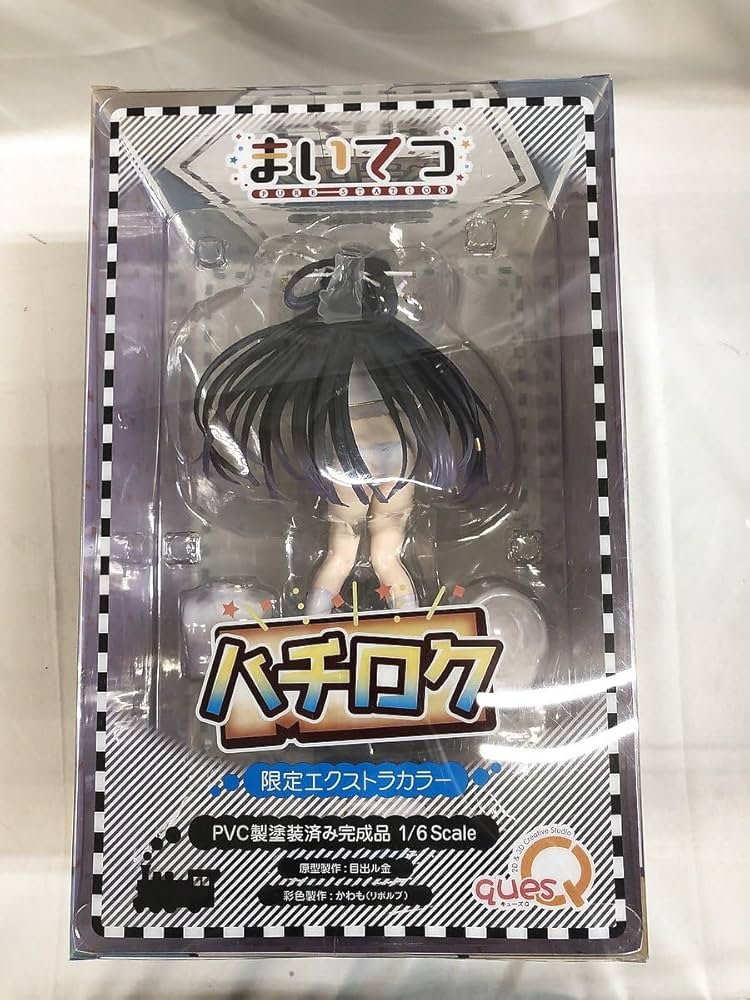 まいてつ
PURE STATION
ハチロク
限定エクストラカラー
PVC製塗装済み完成品 1/6 Scale
原型製作：目出ル金
彩色製作：かわも（リボルブ）
2D & 3D Creative Studio
quesQ
キューズQ